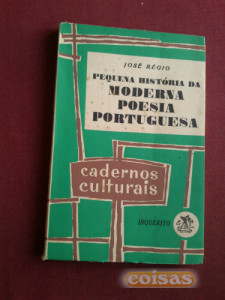 JOSÉ RÉGIO
PEQUENA HISTÓRIA DA
MODERNA
POESIA
PORTUGUESA
cadernos
culturais
INQUÉRITO
coisas